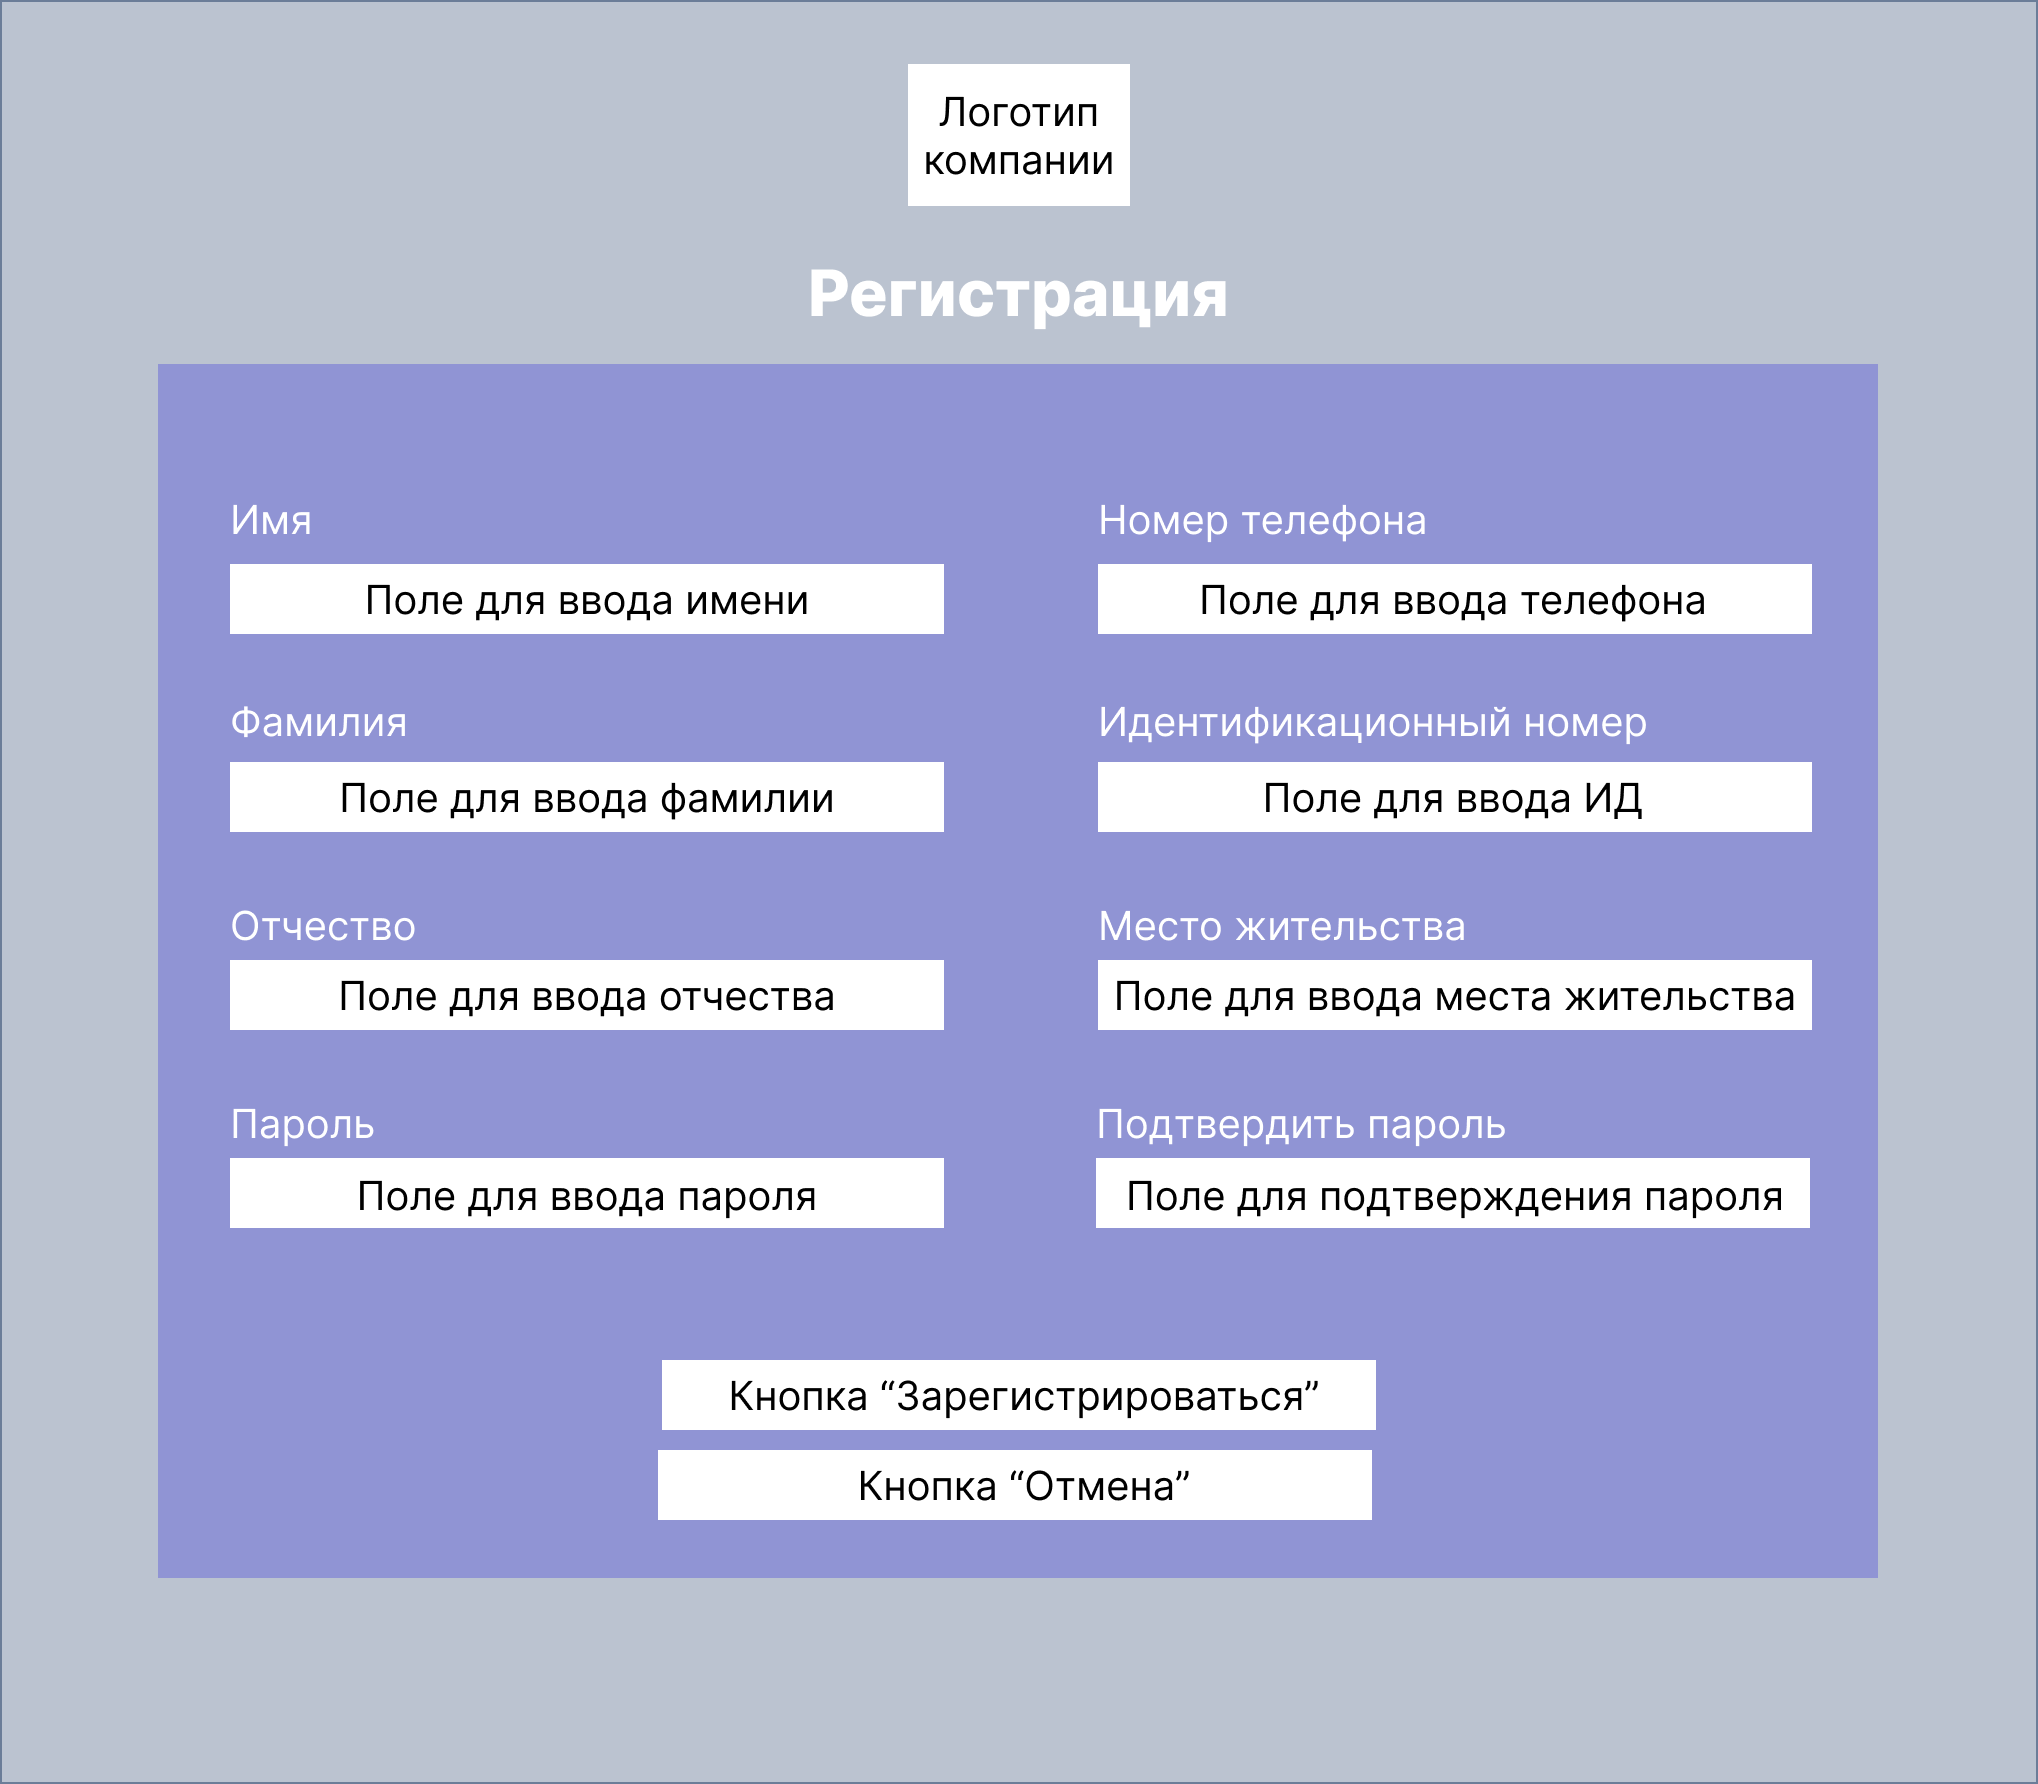 Логотип
компании
Регистрация
Имя
Номер телефона
Поле для ввода имени
Поле для ввода телефона
Фамилия
Идентификационный номер
Поле для ввода фамилии
Поле для ввода ИД
Отчество
Место жительства
Поле для ввода отчества
Поле для ввода места жительства
Пароль
Подтвердить пароль
Поле для ввода пароля
Поле для подтверждения пароля
Кнопка “Зарегистрироваться”
Кнопка “Отмена”